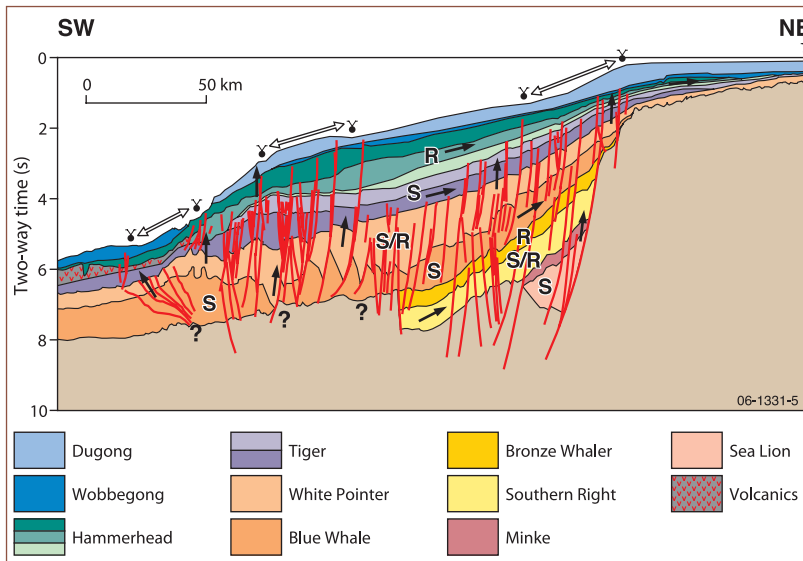 SW
NE
0
0
50 km
2
4
6
8
10
Two-way time (s)
R
S
S/R
R
S
S/R
S
S
?
?
?
06-1331-5
Dugong
Tiger
Bronze Whaler
Sea Lion
Wobbegong
White Pointer
Southern Right
Volcanics
Hammerhead
Blue Whale
Minke